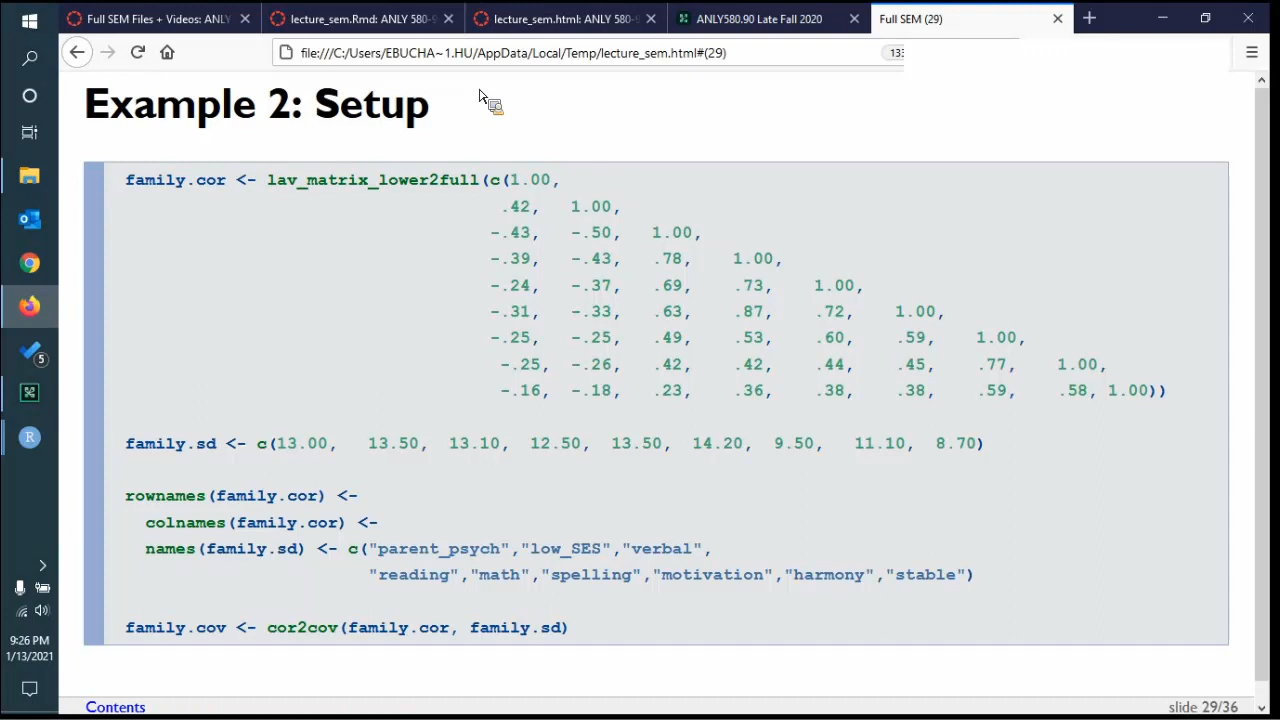 Full SEM Files + Videos: ANLY
lecture_sem.Rmd: ANLY 580-9
lecture_sem.html: ANLY 580-
ANLY580.90 Late Fall 2020
Full SEM (29)
file:///C:/Users/EBUCHA~1.HU/AppData/Local/Temp/lecture_sem.html#(29)
133
Example 2: Setup
family.cor <- lav_matrix_lower2full(c(1.00,
.42, 1.00,
-.43, -.50, 1.00,
-.39, -.43, .78, 1.00,
-.24, -.37, .69, .73, 1.00,
-.31, -.33, .63, .87, .72, 1.00,
-.25, -.25, .49, .53, .60, .59, 1.00,
-.25, -.26, .42, .42, .44, .45, .77, 1.00,
-.16, -.18, .23, .36, .38, .38, .59, .58, 1.00))
family.sd <- c(13.00, 13.50, 13.10, 12.50, 13.50, 14.20, 9.50, 11.10, 8.70)
rownames(family.cor) <-
colnames(family.cor) <-
names(family.sd) <- c("parent_psych","low_SES","verbal",
"reading","math","spelling","motivation","harmony","stable")
family.cov <- cor2cov(family.cor, family.sd)
5
R
9:26 PM
1/13/2021
Contents
slide 29/36